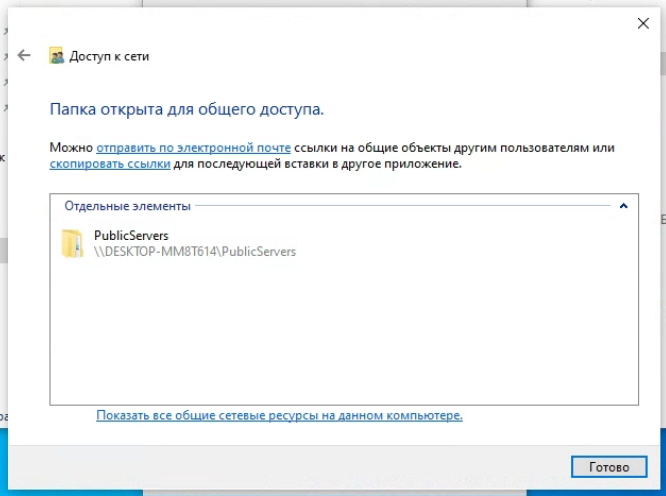 Доступ к сети
Папка открыта для общего доступа.
Можно отправить по электронной почте ссылки на общие объекты другим пользователям или
скопировать ссылки для последующей вставки в другое приложение.
Отдельные элементы
PublicServers
\\DESKTOP-MM8T614\PublicServers
Показать все общие сетевые ресурсы на данном компьютере.
Готово